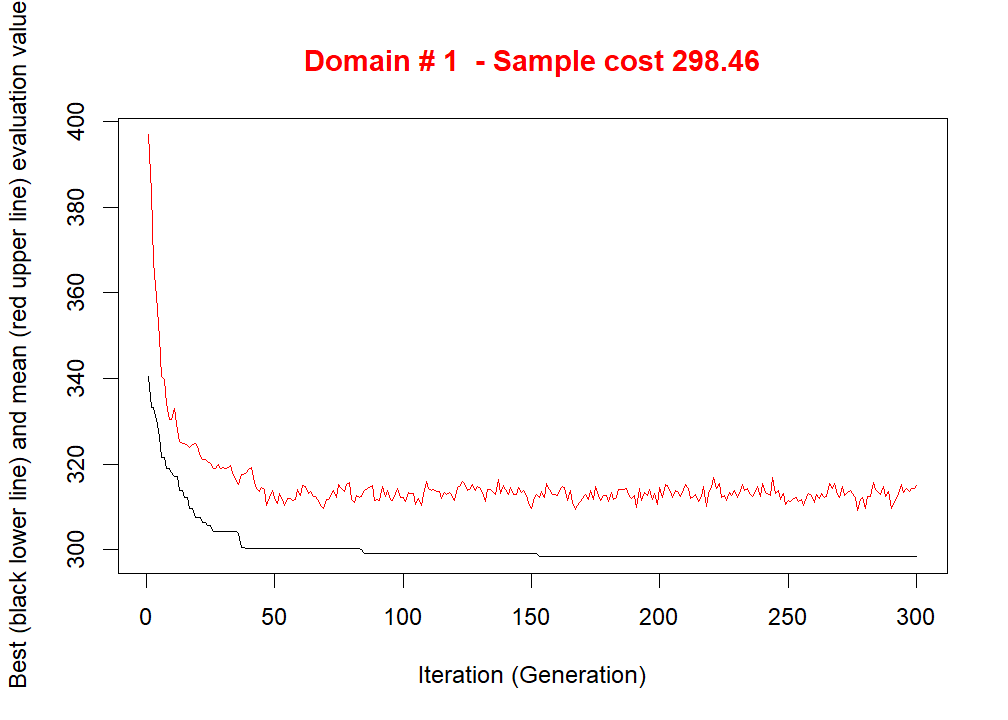 Domain # 1 - Sample cost 298.46
Best (black lower line) and mean (red upper line) evaluation value
400
380
360
340
320
300
0 50 100 150 200 250 300
Iteration (Generation)